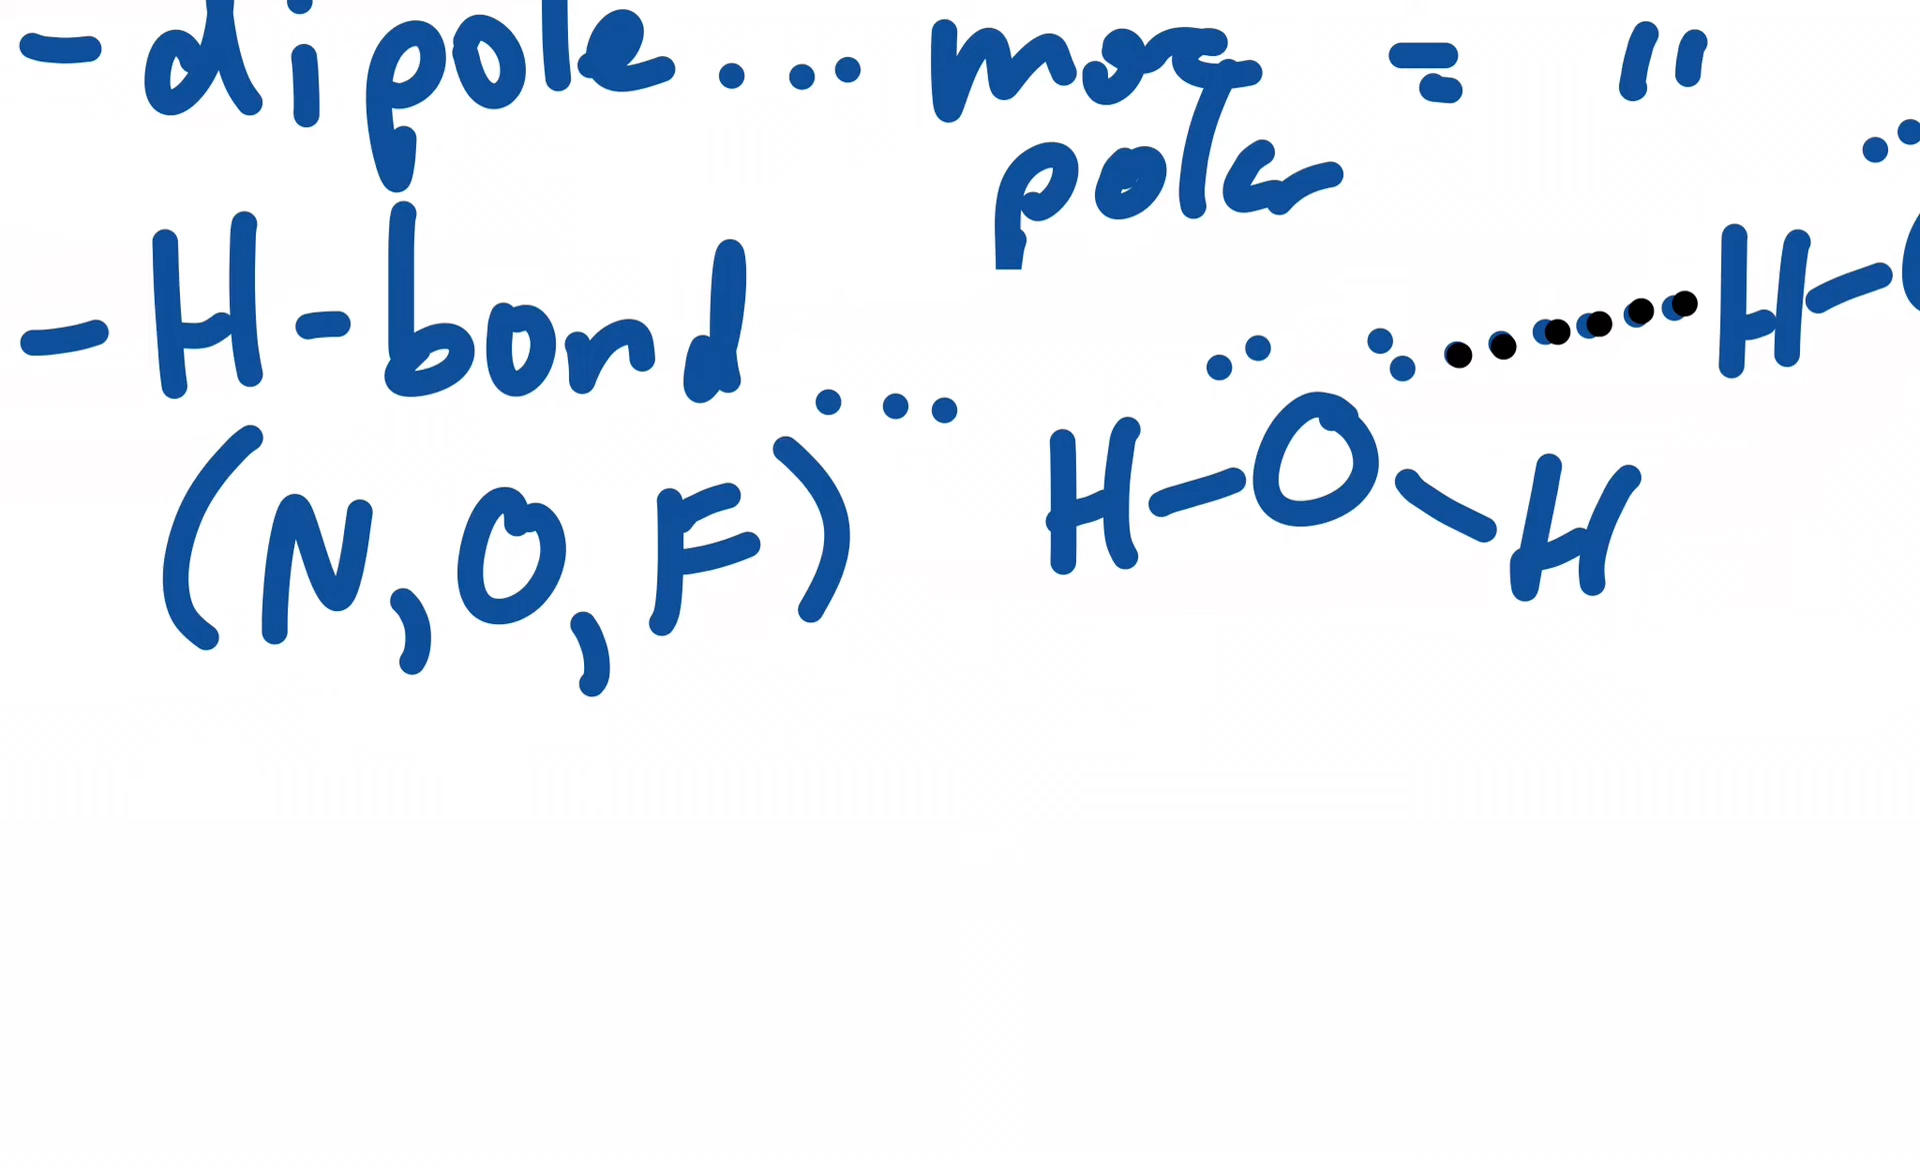 - dipole... more = "
polar
- H-bond... H-
(N, O, F) H-O-H